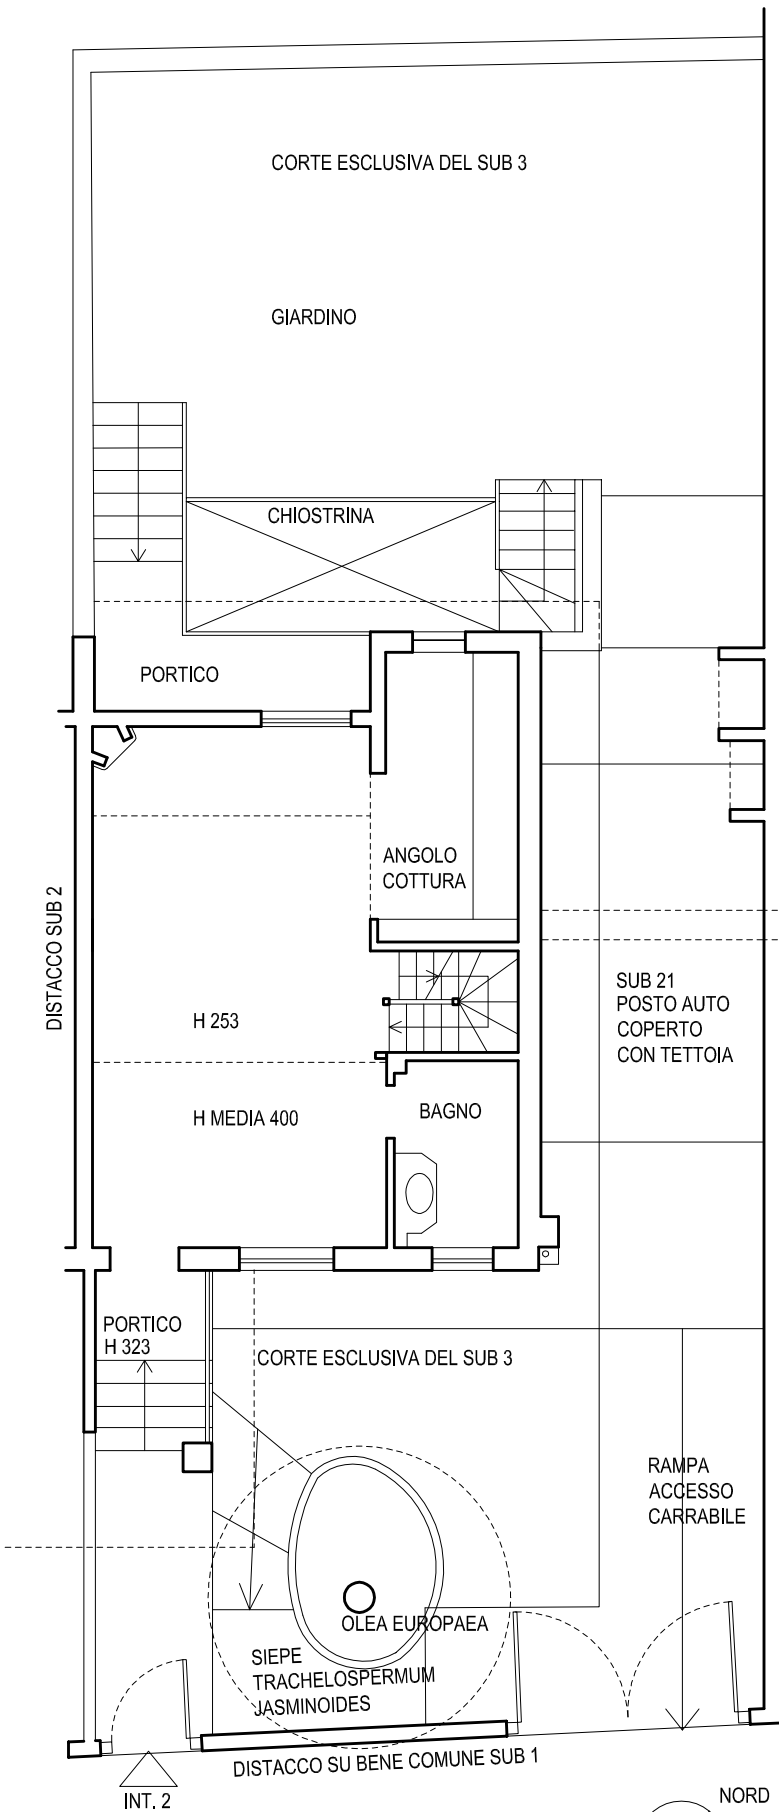 CORTE ESCLUSIVA DEL SUB 3
GIARDINO
CHIOSTRINA
PORTICO
ANGOLO
COTTURA
DISTACCO SUB 2
SUB 21
POSTO AUTO
COPERTO
CON TETTOIA
H 253
H MEDIA 400
BAGNO
PORTICO
H 323
CORTE ESCLUSIVA DEL SUB 3
RAMPA
ACCESSO
CARRABILE
OLEA EUROPAEA
SIEPE
TRACHELOSPERMUM
JASMINOIDES
DISTACCO SU BENE COMUNE SUB 1
INT. 2
NORD